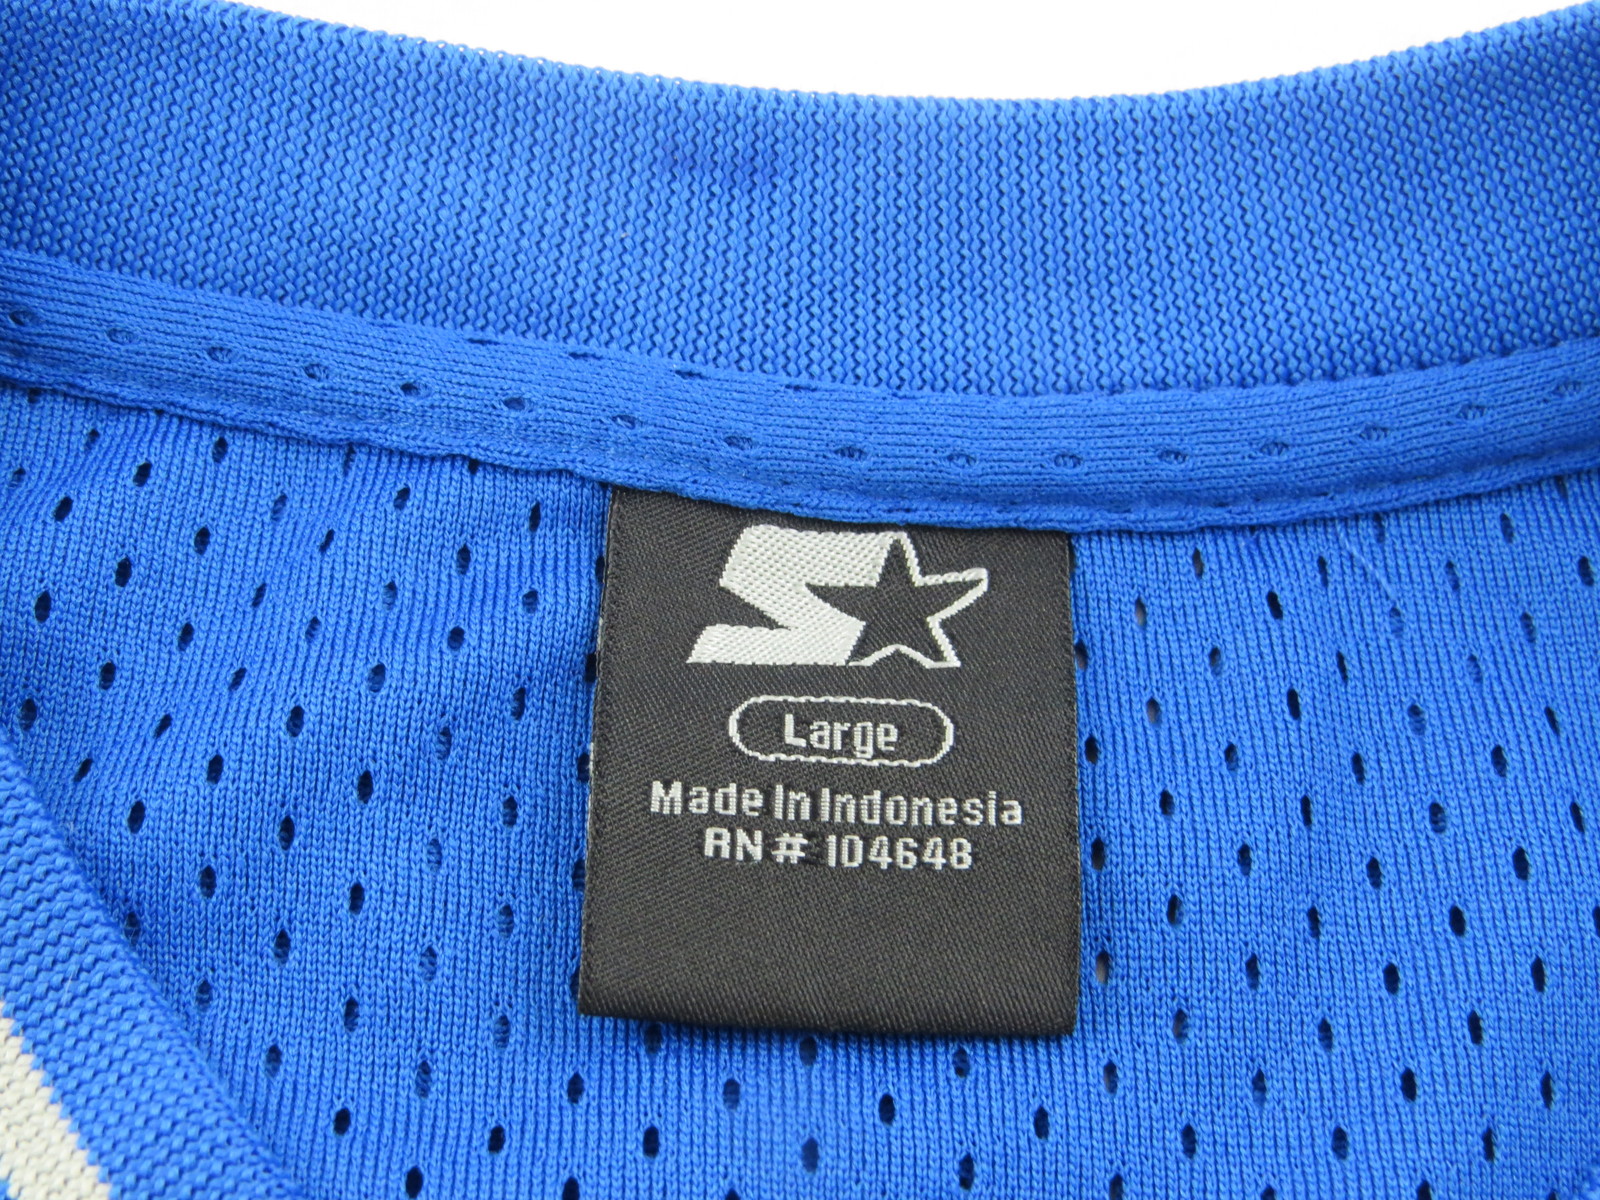 Large
Made In Indonesia
RN # 104648